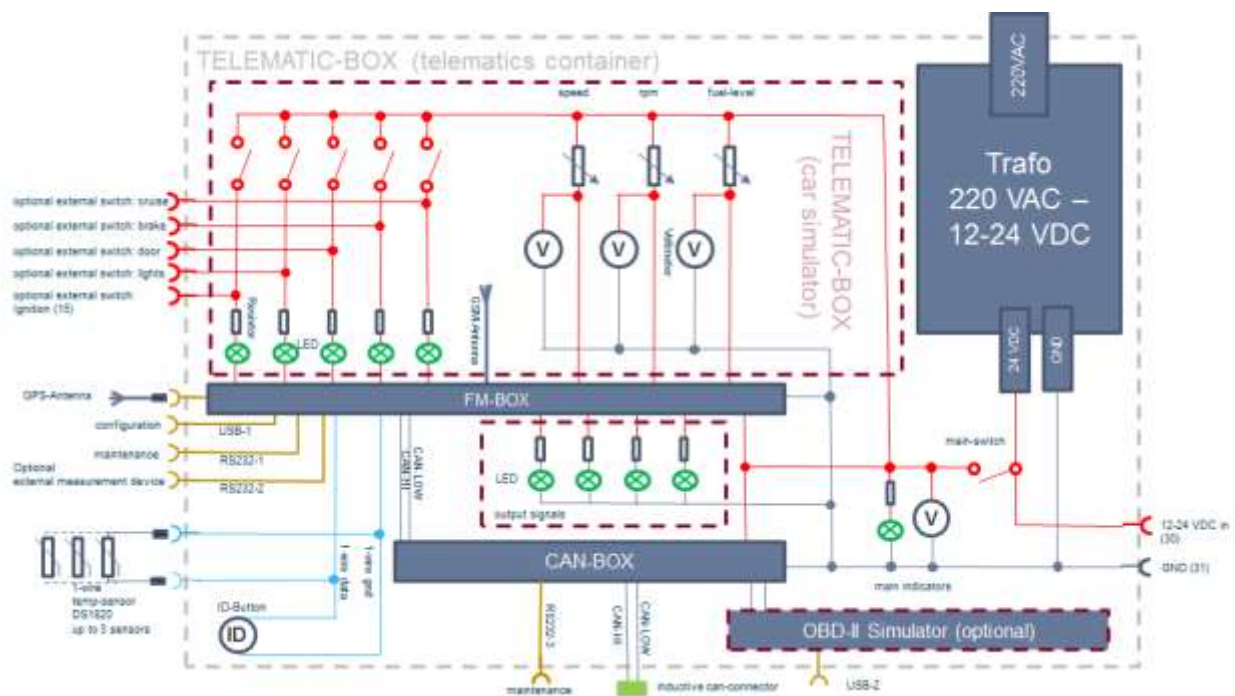 TELEMATIC-BOX (telematics container)
220VAC
speed
rpm
fuel-level
TELEMATIC-BOX
(car simulator)
Trafo
220 VAC –
12-24 VDC
optional external switch: cruise
optional external switch: brake
optional external switch: door
optional external switch: lights
optional external switch
ignition (15)
V
V
V
Voltmeter
Resistor
LED
GSM-Antenna
24 VDC
GND
GPS-Antenna
FM-BOX
configuration
USB-1
maintenance
RS232-1
Optional
external measurement device
RS232-2
CAN HI
CAN LOW
LED
output signals
main-switch
V
12-24 VDC in
(30)
GND (31)
main indicators
CAN-BOX
1-wire
temp-sensor
DS1820
up to 3 sensors
1-wire data
1-wire gnd
ID-Button
ID
RS232-3
CAN HI
CAN LOW
OBD-II Simulator (optional)
maintenance
inductive can-connector
USB-2